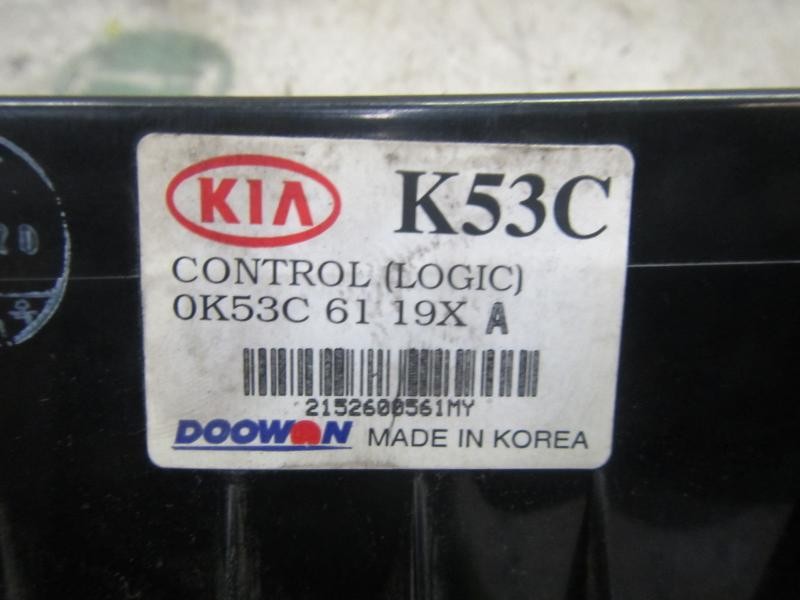 KIA K53C
CONTROL (LOGIC)
0K53C 61 19X A
2152600561MY
DOOWON MADE IN KOREA